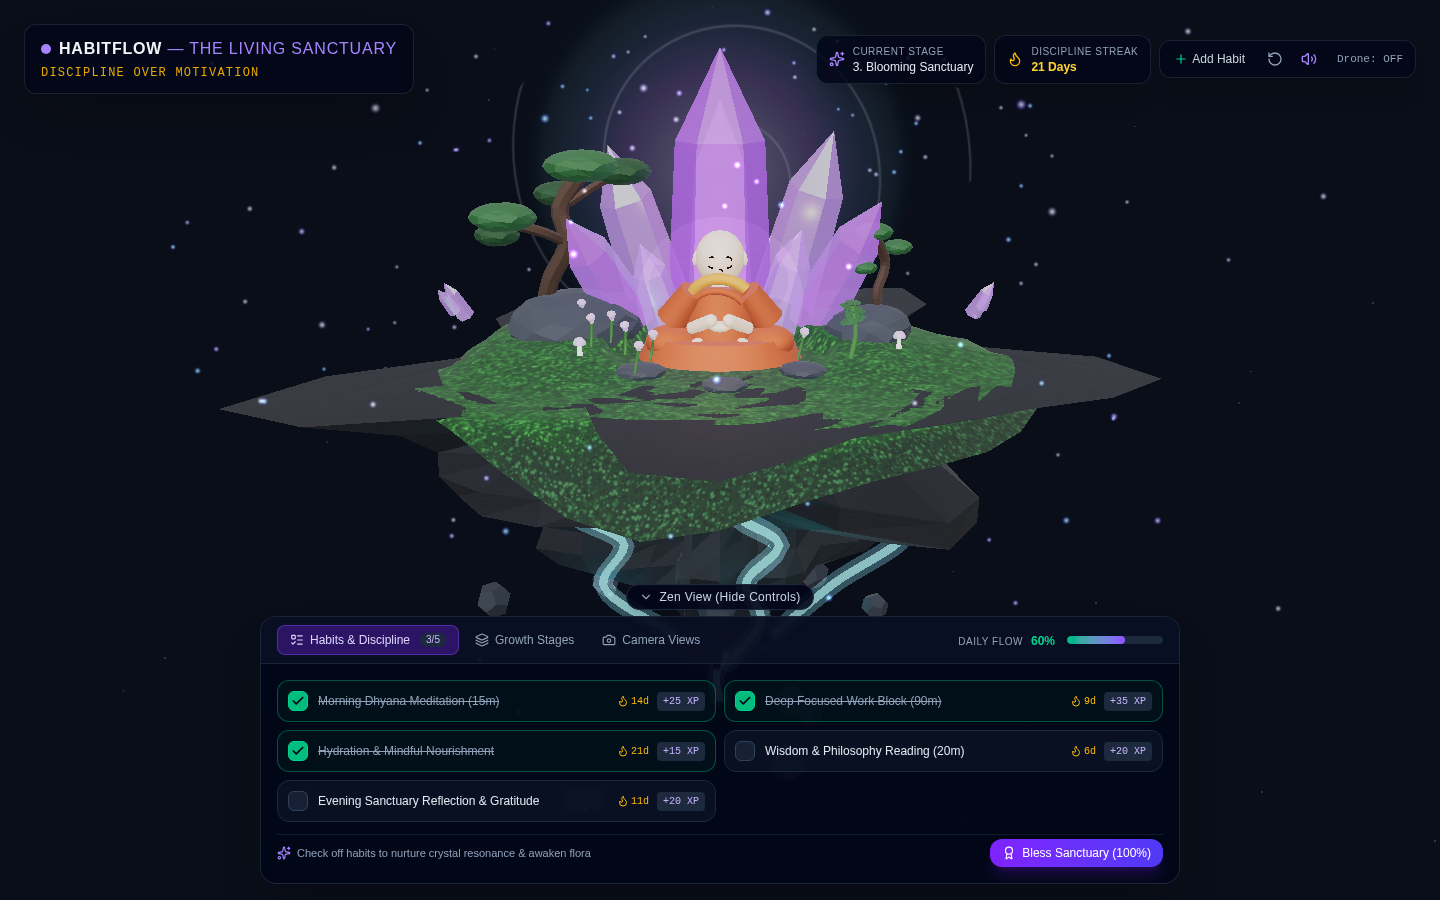 HABITFLOW — THE LIVING SANCTUARY
DISCIPLINE OVER MOTIVATION
CURRENT STAGE
3. Blooming Sanctuary
DISCIPLINE STREAK
21 Days
Add Habit
Drone: OFF
Zen View (Hide Controls)
Habits & Discipline 3/5
Growth Stages
Camera Views
DAILY FLOW 60%
Morning Dhyana Meditation (15m) 14d +25 XP
Deep Focused Work Block (90m) 9d +35 XP
Hydration & Mindful Nourishment 21d +15 XP
Wisdom & Philosophy Reading (20m) 6d +20 XP
Evening Sanctuary Reflection & Gratitude 11d +20 XP
Check off habits to nurture crystal resonance & awaken flora
Bless Sanctuary (100%)